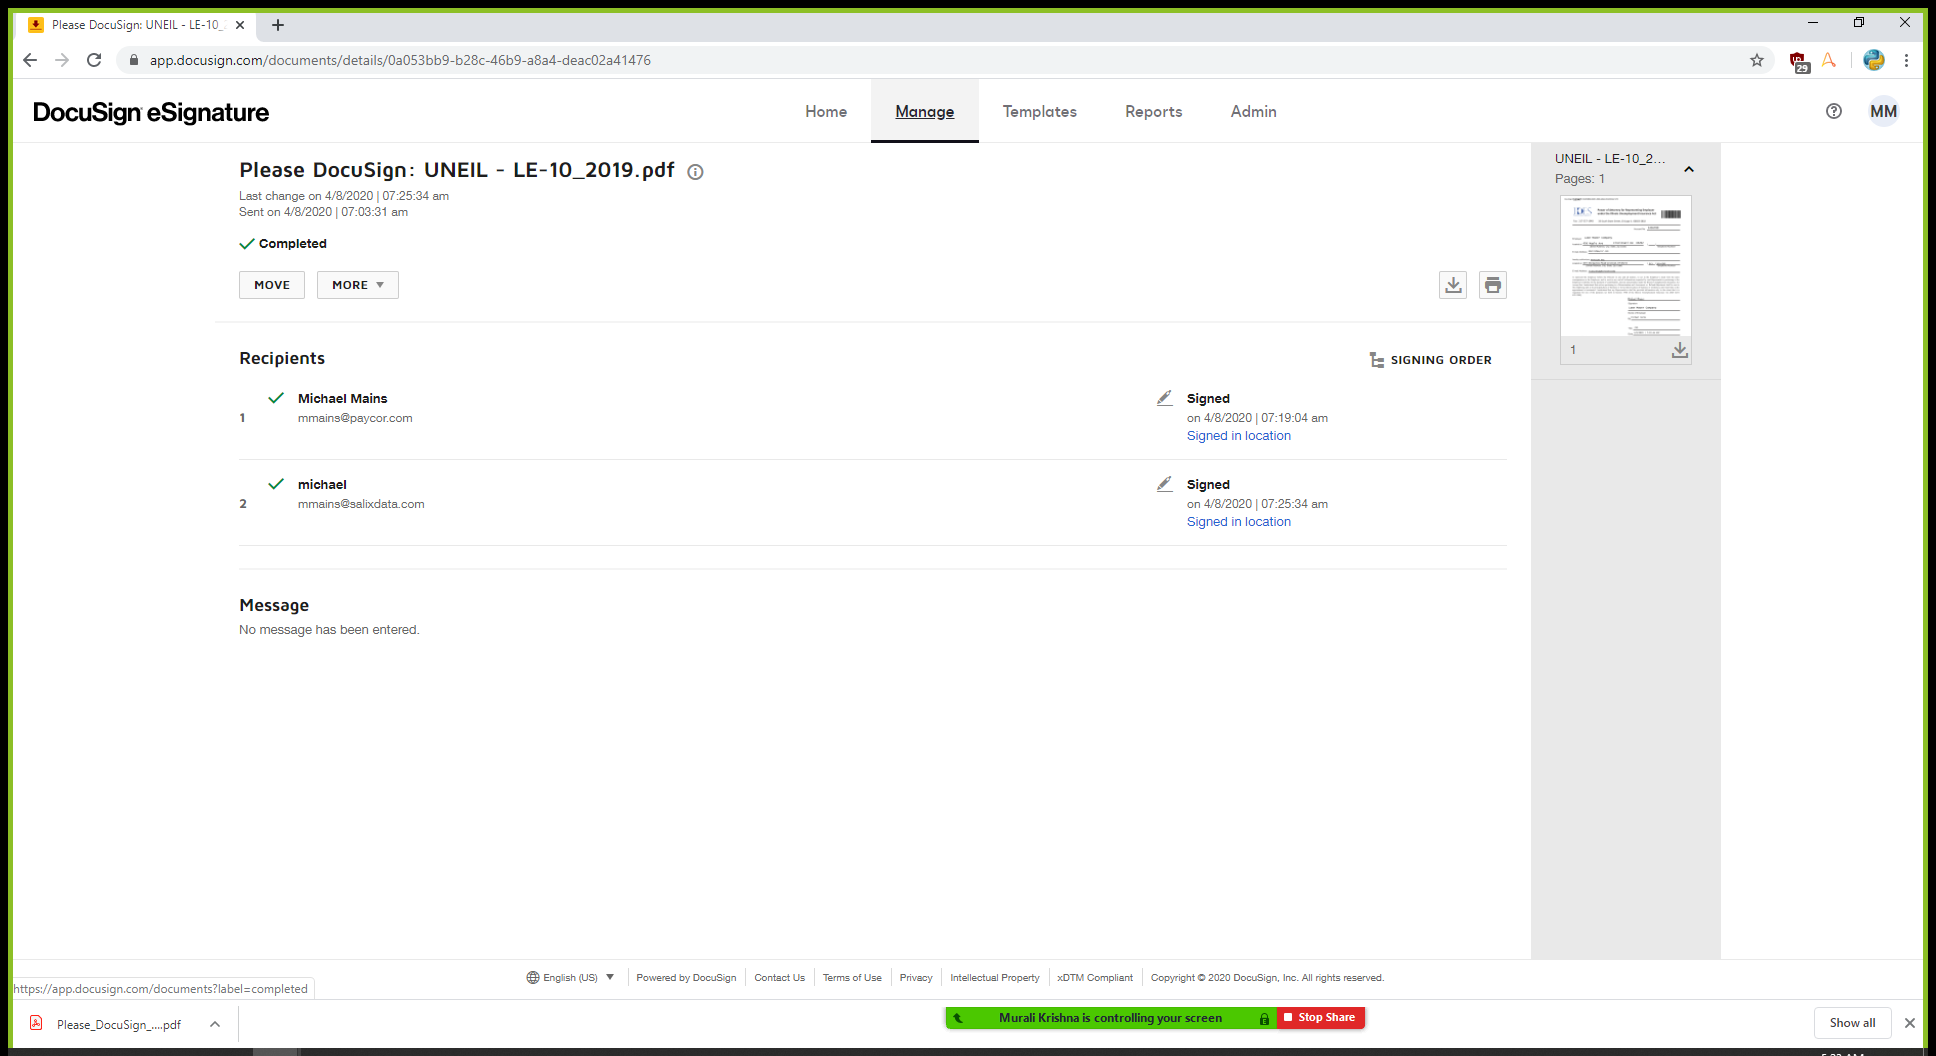 Please DocuSign: UNEIL - LE-10_
app.docusign.com/documents/details/0a053bb9-b28c-46b9-a8a4-deac02a41476
29
DocuSign eSignature
Home
Manage
Templates
Reports
Admin
MM
Please DocuSign: UNEIL - LE-10_2019.pdf
Last change on 4/8/2020 | 07:25:34 am
Sent on 4/8/2020 | 07:03:31 am
Completed
MOVE
MORE
UNEIL - LE-10_2...
Pages: 1
1
Recipients
SIGNING ORDER
1
Michael Mains
mmains@paycor.com
Signed
on 4/8/2020 | 07:19:04 am
Signed in location
2
michael
mmains@salixdata.com
Signed
on 4/8/2020 | 07:25:34 am
Signed in location
Message
No message has been entered.
English (US)
Powered by DocuSign
Contact Us
Terms of Use
Privacy
Intellectual Property
xDTM Compliant
Copyright © 2020 DocuSign, Inc. All rights reserved.
https://app.docusign.com/documents?label=completed
Please_DocuSign_....pdf
Murali Krishna is controlling your screen
Stop Share
Show all